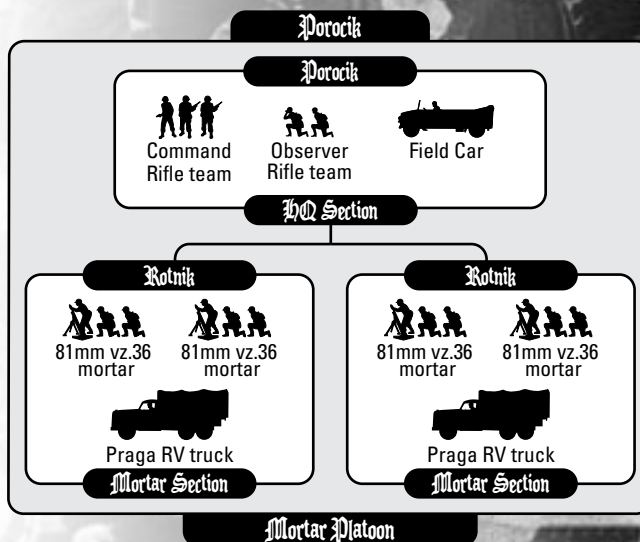 Porocik
Porocik
Command
Rifle team
Observer
Rifle team
Field Car
HQ Section
Rotnik
81mm vz.36
mortar
81mm vz.36
mortar
Praga RV truck
Mortar Section
Rotnik
81mm vz.36
mortar
81mm vz.36
mortar
Praga RV truck
Mortar Section
Mortar Platoon